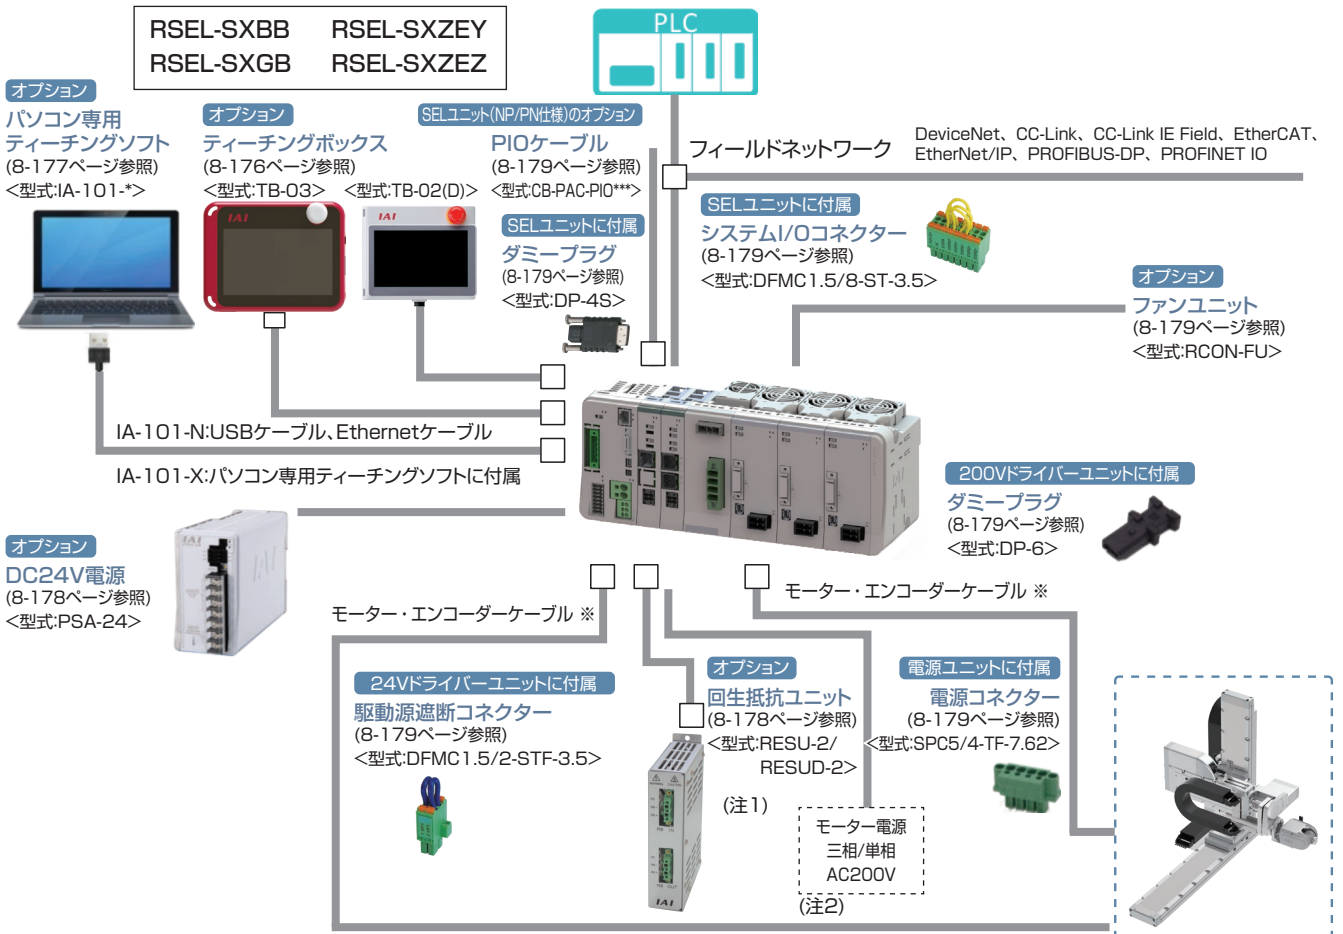 RSEL-SXBB RSEL-SXZEY
RSEL-SXGB RSEL-SXZEZ
PLC
オプション
パソコン専用
ティーチングソフト
(8-177ページ参照)
<型式:IA-101-*>
オプション
ティーチングボックス
(8-176ページ参照)
<型式:TB-03> <型式:TB-02(D)>
SELユニット(NP/PN仕様)のオプション
PIOケーブル
(8-179ページ参照)
<型式:CB-PAC-PIO***>
SELユニットに付属
ダミープラグ
(8-179ページ参照)
<型式:DP-4S>
フィールドネットワーク
DeviceNet、CC-Link、CC-Link IE Field、EtherCAT、
EtherNet/IP、PROFIBUS-DP、PROFINET IO
SELユニットに付属
システムI/Oコネクター
(8-179ページ参照)
<型式:DFMC1.5/8-ST-3.5>
オプション
ファンユニット
(8-179ページ参照)
<型式:RCON-FU>
IAI
IAI
IA-101-N:USBケーブル、Ethernetケーブル
IA-101-X:パソコン専用ティーチングソフトに付属
200Vドライバーユニットに付属
ダミープラグ
(8-179ページ参照)
<型式:DP-6>
オプション
DC24V電源
(8-178ページ参照)
<型式:PSA-24>
IAI
モーター・エンコーダーケーブル ※
モーター・エンコーダーケーブル ※
24Vドライバーユニットに付属
駆動源遮断コネクター
(8-179ページ参照)
<型式:DFMC1.5/2-STF-3.5>
オプション
回生抵抗ユニット
(8-178ページ参照)
<型式:RESU-2/
RESUD-2>
(注1)
IAI
電源ユニットに付属
電源コネクター
(8-179ページ参照)
<型式:SPC5/4-TF-7.62>
モーター電源
三相/単相
AC200V
(注2)